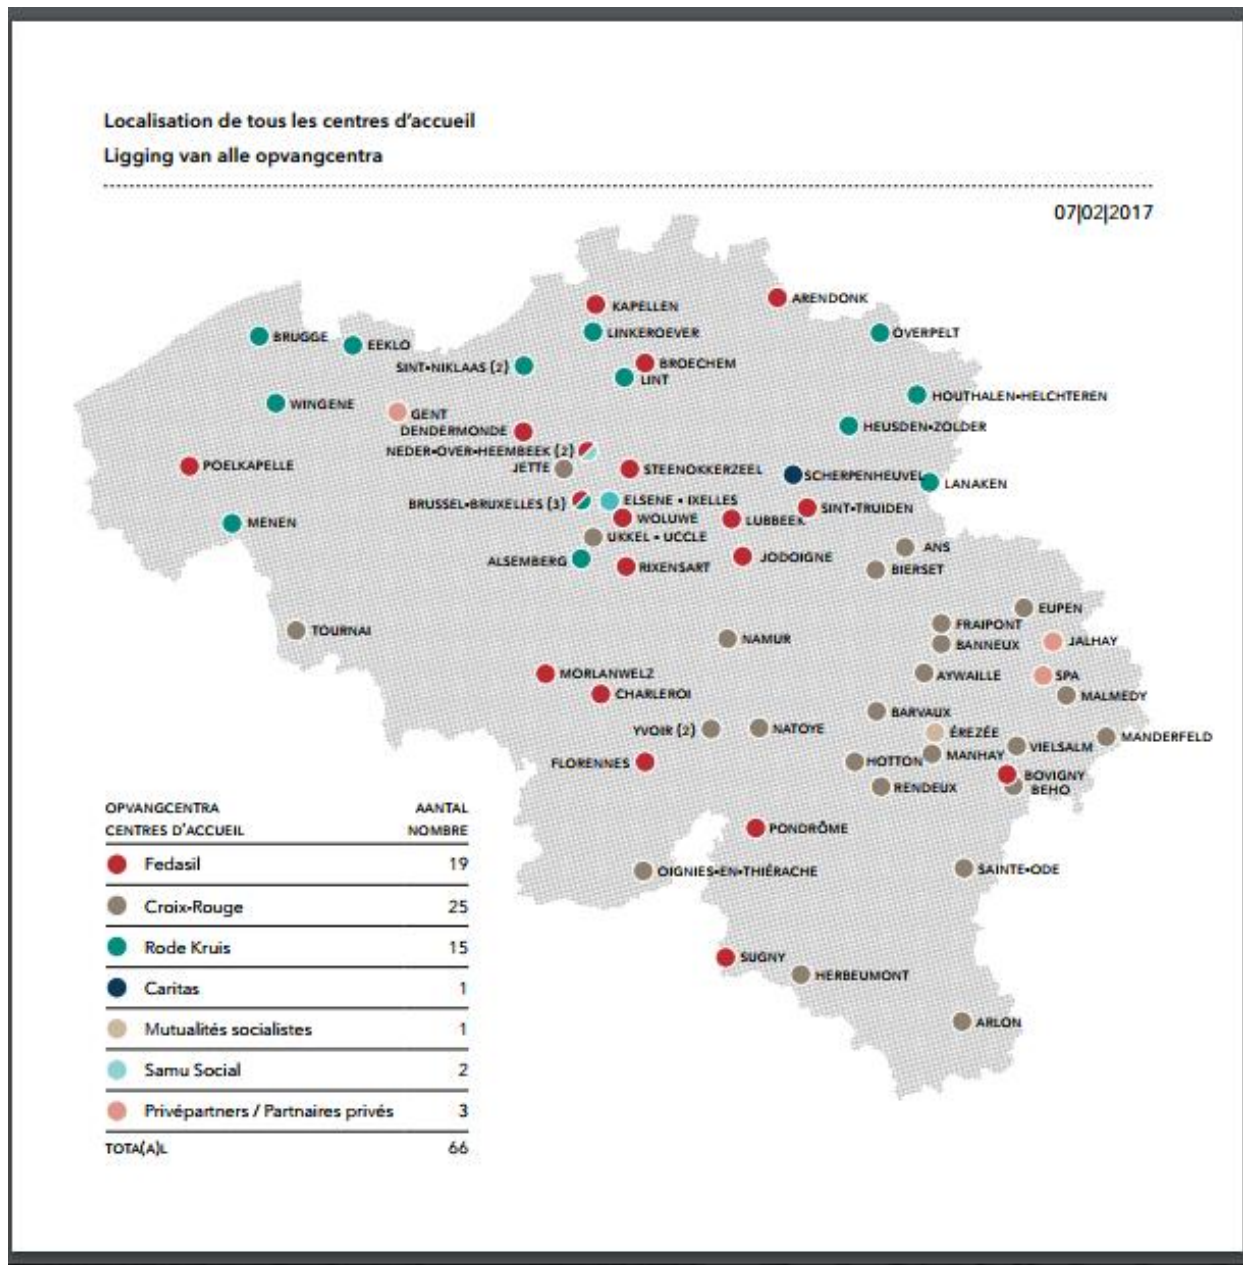 Localisation de tous les centres d'accueil
Ligging van alle opvangcentra
07|02|2017
KAPELLEN
ARENDONK
LINKEROEVER
OVERPELT
BRUGGE
EEKLO
SINT-NIKLAAS (2)
BROECHEM
LINT
HOUTHALEN-HELCHTEREN
WINGENE
GENT
HEUSDEN-ZOLDER
DENDERMONDE
NEDER-OVER-HEEMBEEK (2)
JETTE
STEENOKKERZEEL
SCHERPENHEUVEL
LANAKEN
POELKAPELLE
BRUSSEL-BRUXELLES (3)
ELSENE • IXELLES
WOLUWE
LUBBEEK
SINT-TRUIDEN
MENEN
UKKEL • UCCLE
ALSEMBERG
RIXENSART
JODOIGNE
ANS
BIERSET
EUPEN
FRAIPONT
BANNEUX
JALHAY
TOURNAI
NAMUR
MORLANWELZ
CHARLEROI
AYWAILLE
SPA
MALMEDY
BARVAUX
YVOIR (2)
NATOYE
ÉREZÉE
MANDERFELD
VIELSALM
MANHAY
FLORENNES
HOTTON
BOVIGNY
RENDEUX
BEHO
PONDRÔME
OIGNIES-EN-THIÉRACHE
SAINTE-ODE
SUGNY
HERBEUMONT
ARLON
OPVANGCENTRA AANTAL
CENTRES D'ACCUEIL NOMBRE
Fedasil 19
Croix-Rouge 25
Rode Kruis 15
Caritas 1
Mutualités socialistes 1
Samu Social 2
Privépartners / Partnaires privés 3
TOTA(A)L 66